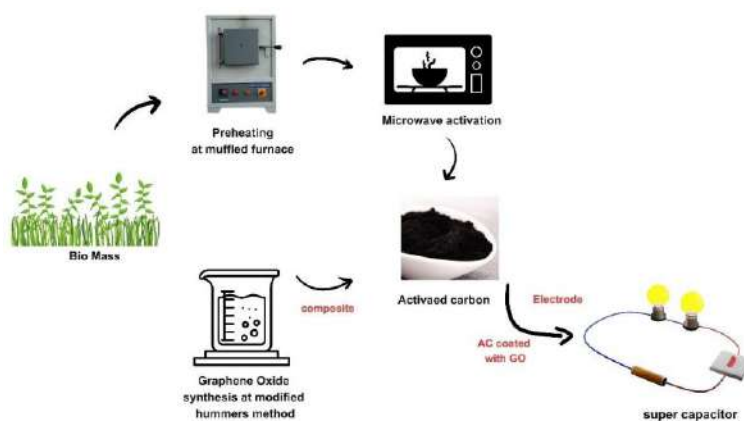 Preheating
at muffled furnace
Microwave activation
Bio Mass
Activaed carbon
composite
Electrode
AC coated
with GO
Graphene Oxide
synthesis at modified
hummers method
super capacitor